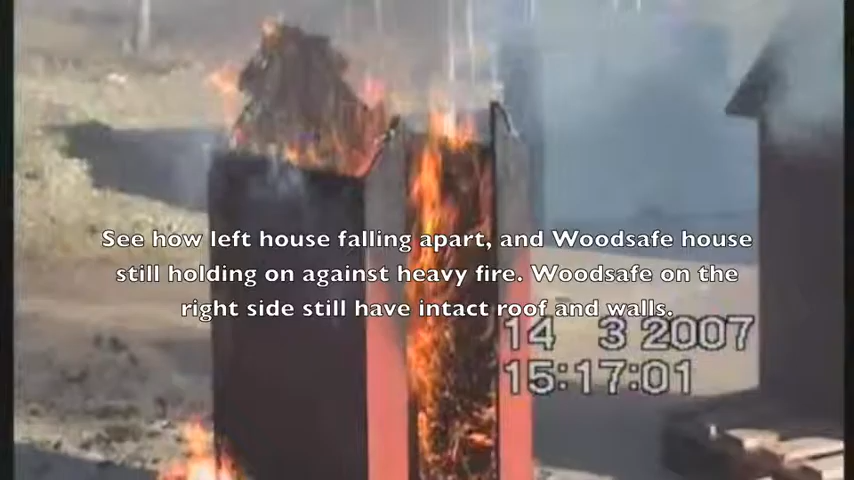 See how left house falling apart, and Woodsafe house
still holding on against heavy fire. Woodsafe on the
right side still have intact roof and walls.
14 3 2007
15:17:01